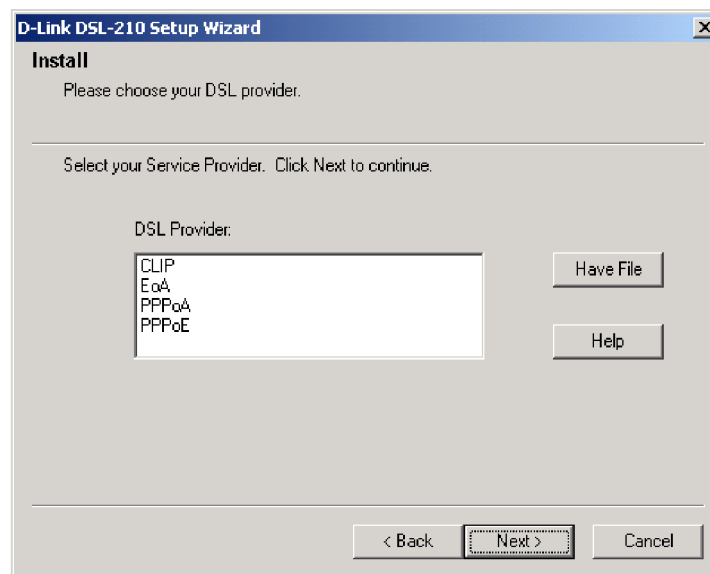 D-Link DSL-210 Setup Wizard
Install
Please choose your DSL provider.
Select your Service Provider. Click Next to continue.
DSL Provider:
CLIP
EoA
PPPoA
PPPoE
Have File
Help
< Back
Next >
Cancel